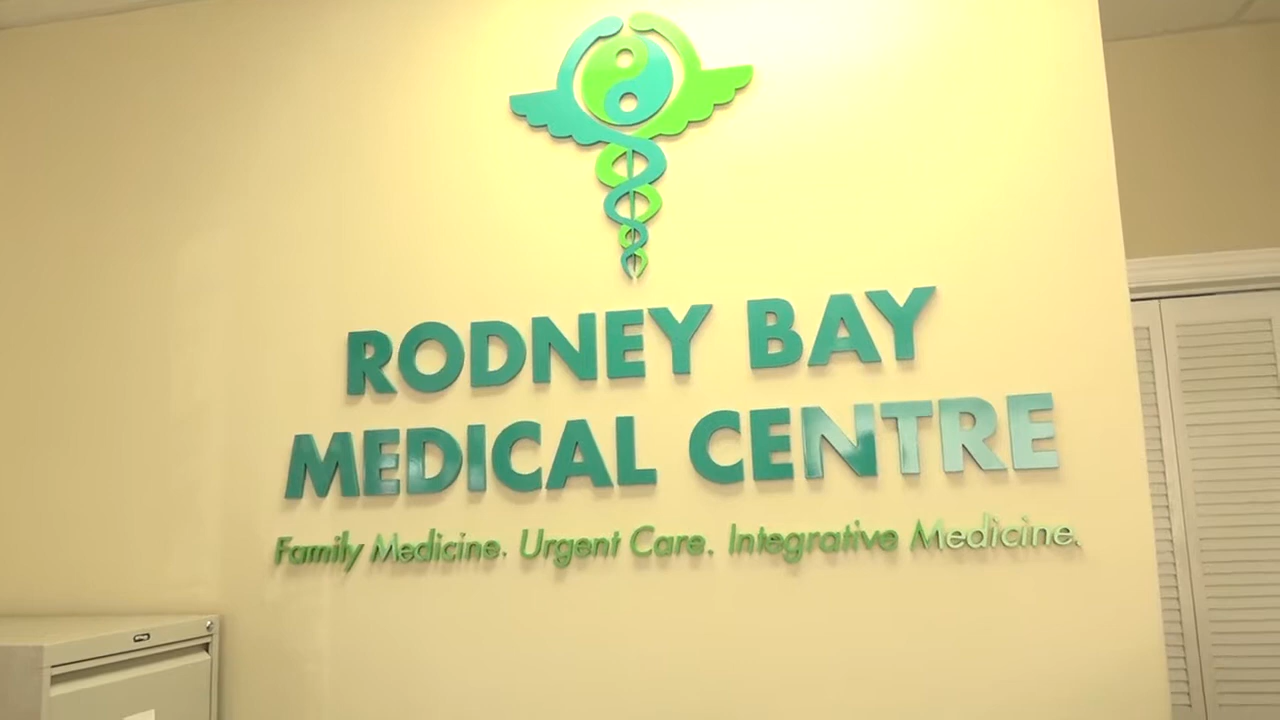 RODNEY BAY
MEDICAL CENTRE
Family Medicine. Urgent Care. Integrative Medicine.